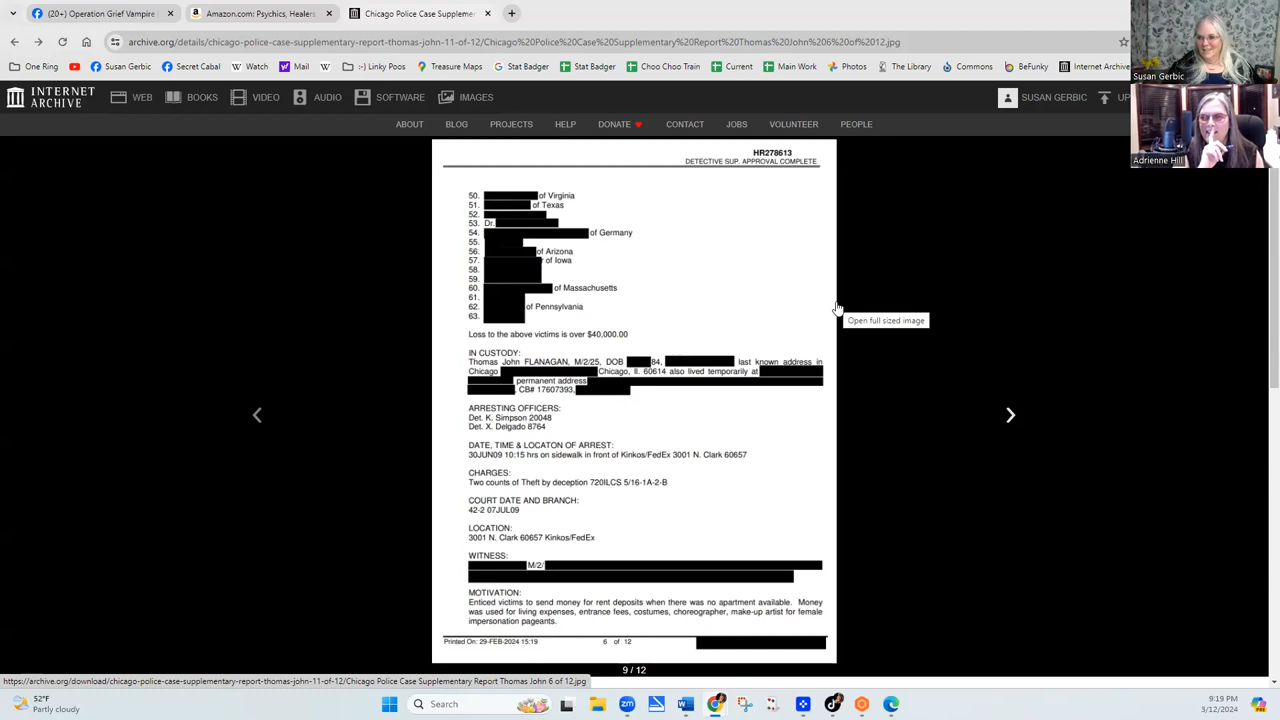 Operation Grief Vampire
Amazon.com: Psychics, Healers
Chicago Police Case Supplement
archive.org/details/chicago-police-case-supplementary-report-thomas-john-11-of-12/Chicago%20Police%20Case%20Supplementary%20Report%20Thomas%20John%206%20of%2012.jpg
One Ring Susan Gerbic Secret Cabal Watch Mail Linky Poos Tweet Stat Badger Choo Choo Train Stat Badger Photos The Library Commons BeFunky Internet Archive
INTERNET ARCHIVE WEB BOOKS VIDEO AUDIO SOFTWARE IMAGES SUSAN GERBIC UP
ABOUT BLOG PROJECTS HELP DONATE CONTACT JOBS VOLUNTEER PEOPLE
Susan Gerbic
Adrienne Hill
HR278613
DETECTIVE SUP. APPROVAL COMPLETE
50. of Virginia
51. of Texas
52.
53. Dr.
54. of Germany
55.
56. of Arizona
57. of Iowa
58.
59.
60. of Massachusetts
61.
62. of Pennsylvania
63.
Loss to the above victims is over $40,000.00
IN CUSTODY:
Thomas John FLANAGAN, M/2/25, DOB 84, last known address in
Chicago Chicago, Il. 60614 also lived temporarily at
permanent address
, CB# 17607393,
ARRESTING OFFICERS:
Det. K. Simpson 20048
Det. X. Delgado 8764
DATE, TIME & LOCATON OF ARREST:
30JUN09 10:15 hrs on sidewalk in front of Kinkos/FedEx 3001 N. Clark 60657
CHARGES:
Two counts of Theft by deception 720ILCS 5/16-1A-2-B
COURT DATE AND BRANCH:
42-2 07JUL09
LOCATION:
3001 N. Clark 60657 Kinkos/FedEx
WITNESS:
M/2/
MOTIVATION:
Enticed victims to send money for rent deposits when there was no apartment available. Money
was used for living expenses, entrance fees, costumes, choreographer, make-up artist for female
impersonation pageants.
Printed On: 29-FEB-2024 15:19 6 of 12
Open full sized image
9 / 12
https://archive.org/download/chicago-police-case-supplementary-report-thomas-john-11-of-12/Chicago Police Case Supplementary Report Thomas John 6 of 12.jpg
52°F
Partly cloudy
Search
9:19 PM
3/12/2024